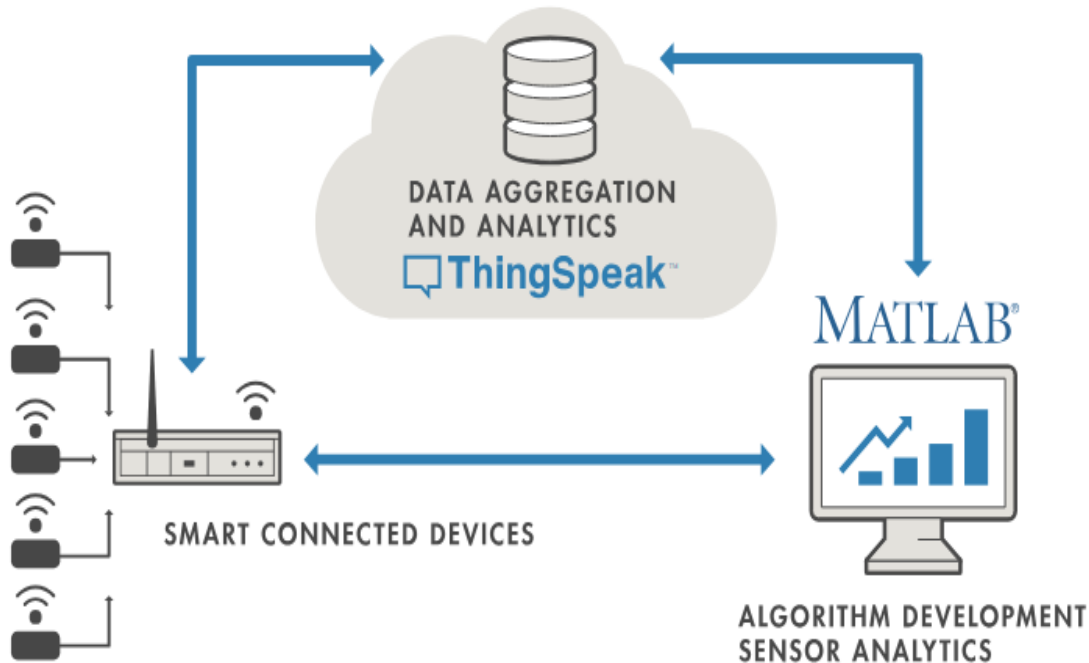 DATA AGGREGATION
AND ANALYTICS
ThingSpeak™
MATLAB®
SMART CONNECTED DEVICES
ALGORITHM DEVELOPMENT
SENSOR ANALYTICS